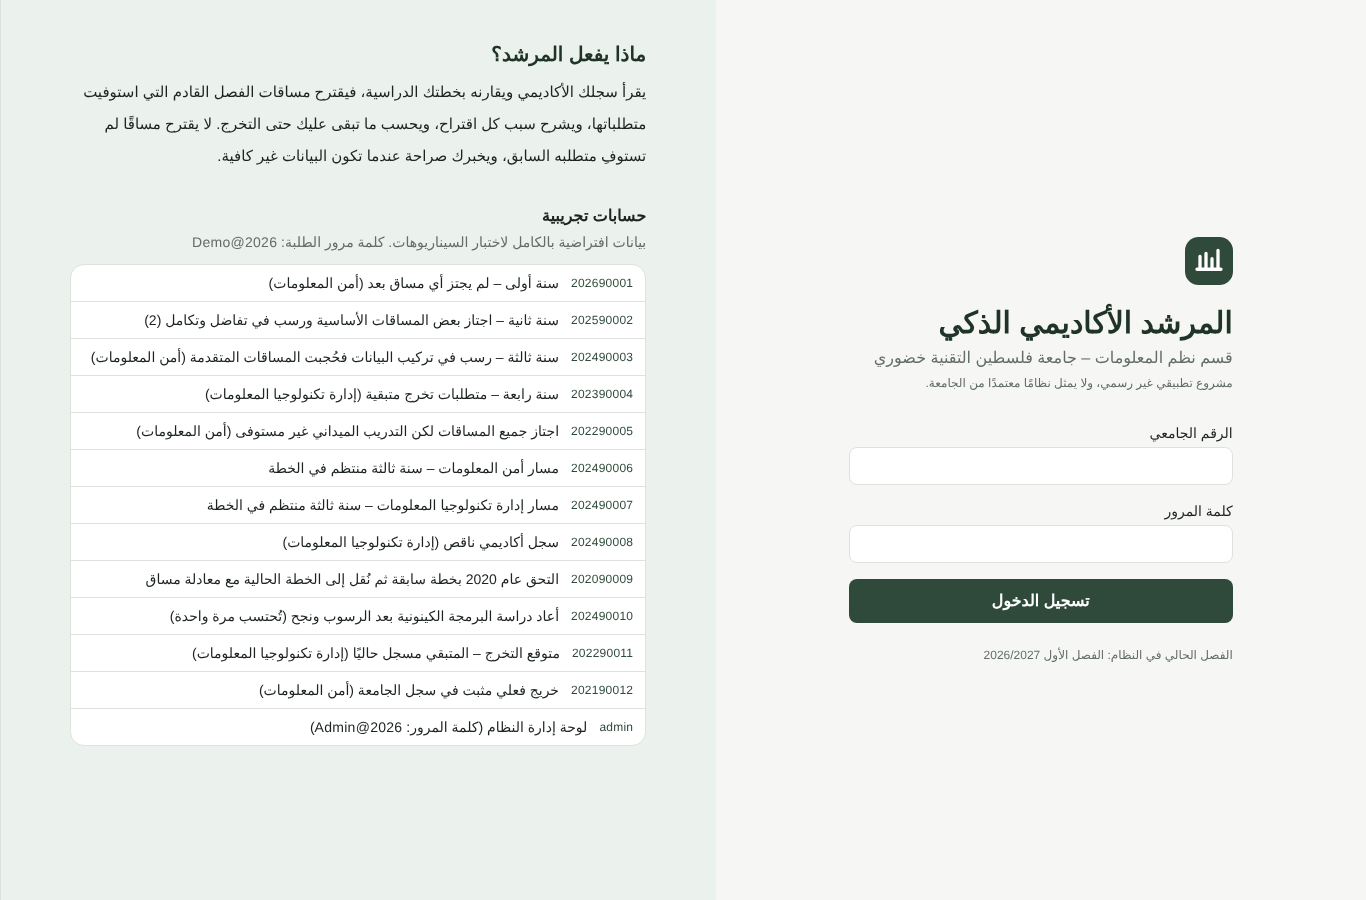 المرشد الأكاديمي الذكي
قسم نظم المعلومات – جامعة فلسطين التقنية خضوري
مشروع تطبيقي غير رسمي، ولا يمثل نظامًا معتمدًا من الجامعة.
الرقم الجامعي
كلمة المرور
تسجيل الدخول
الفصل الحالي في النظام: الفصل الأول 2026/2027
ماذا يفعل المرشد؟
يقرأ سجلك الأكاديمي ويقارنه بخطتك الدراسية، فيقترح مساقات الفصل القادم التي استوفيت
متطلباتها، ويشرح سبب كل اقتراح، ويحسب ما تبقى عليك حتى التخرج. لا يقترح مساقًا لم
تستوفِ متطلبه السابق، ويخبرك صراحة عندما تكون البيانات غير كافية.
حسابات تجريبية
بيانات افتراضية بالكامل لاختبار السيناريوهات. كلمة مرور الطلبة: Demo@2026
202690001 سنة أولى – لم يجتز أي مساق بعد (أمن المعلومات)
202590002 سنة ثانية – اجتاز بعض المساقات الأساسية ورسب في تفاضل وتكامل (2)
202490003 سنة ثالثة – رسب في تركيب البيانات فحُجبت المساقات المتقدمة (أمن المعلومات)
202390004 سنة رابعة – متطلبات تخرج متبقية (إدارة تكنولوجيا المعلومات)
202290005 اجتاز جميع المساقات لكن التدريب الميداني غير مستوفى (أمن المعلومات)
202490006 مسار أمن المعلومات – سنة ثالثة منتظم في الخطة
202490007 مسار إدارة تكنولوجيا المعلومات – سنة ثالثة منتظم في الخطة
202490008 سجل أكاديمي ناقص (إدارة تكنولوجيا المعلومات)
202090009 التحق عام 2020 بخطة سابقة ثم نُقل إلى الخطة الحالية مع معادلة مساق
202490010 أعاد دراسة البرمجة الكينونية بعد الرسوب ونجح (تُحتسب مرة واحدة)
202290011 متوقع التخرج – المتبقي مسجل حاليًا (إدارة تكنولوجيا المعلومات)
202190012 خريج فعلي مثبت في سجل الجامعة (أمن المعلومات)
admin لوحة إدارة النظام (كلمة المرور: Admin@2026)